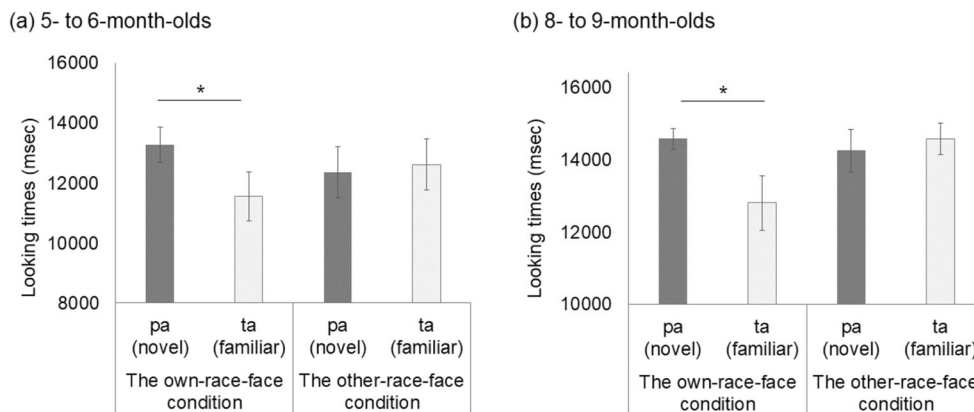 (a) 5- to 6-month-olds
Looking times (msec)
16000
14000
12000
10000
8000
*
pa ta pa ta
(novel) (familiar) (novel) (familiar)
The own-race-face The other-race-face
condition condition
(b) 8- to 9-month-olds
Looking times (msec)
16000
14000
12000
10000
*
pa ta pa ta
(novel) (familiar) (novel) (familiar)
The own-race-face The other-race-face
condition condition